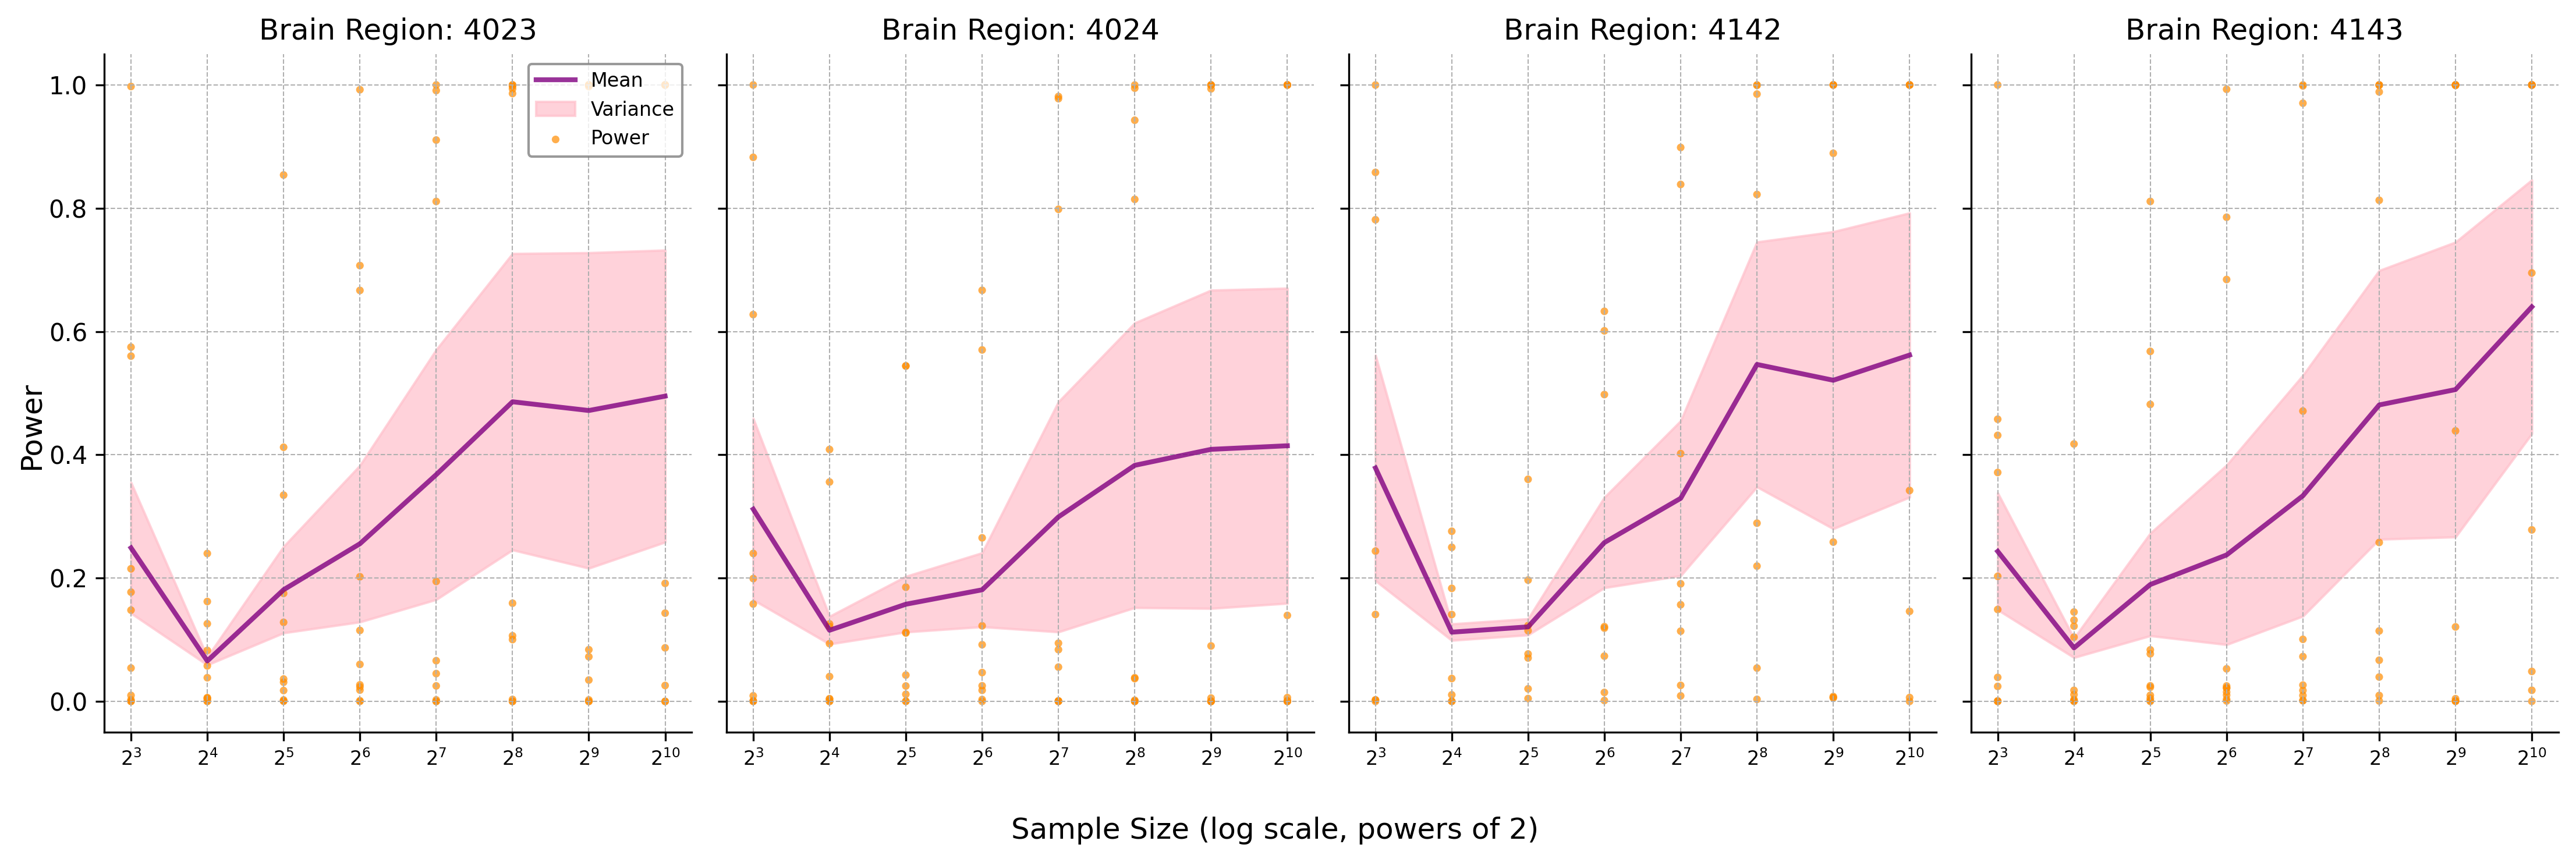 Brain Region: 4023
Brain Region: 4024
Brain Region: 4142
Brain Region: 4143
Mean
Variance
Power
Power
1.0
0.8
0.6
0.4
0.2
0.0
2³ 2⁴ 2⁵ 2⁶ 2⁷ 2⁸ 2⁹ 2¹⁰
2³ 2⁴ 2⁵ 2⁶ 2⁷ 2⁸ 2⁹ 2¹⁰
2³ 2⁴ 2⁵ 2⁶ 2⁷ 2⁸ 2⁹ 2¹⁰
2³ 2⁴ 2⁵ 2⁶ 2⁷ 2⁸ 2⁹ 2¹⁰
Sample Size (log scale, powers of 2)